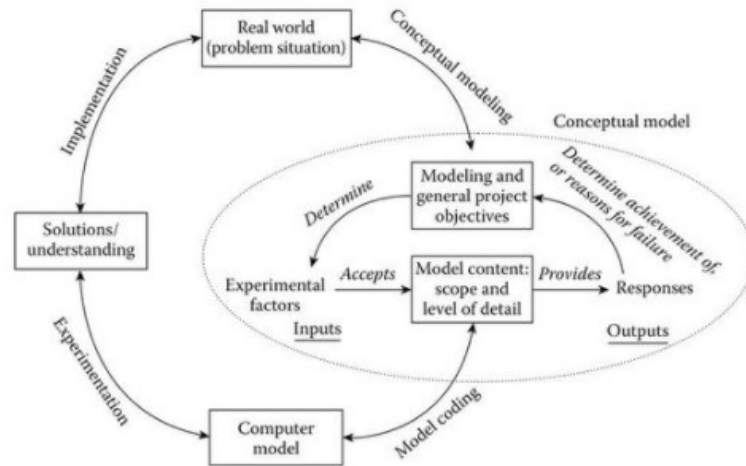 Real world
(problem situation)
Implementation
Conceptual modeling
Conceptual model
Modeling and
general project
objectives
Determine achievement of,
or reasons for failure
Determine
Solutions/
understanding
Experimental
factors
Accepts
Model content:
scope and
level of detail
Provides
Responses
Inputs
Outputs
Experimentation
Model coding
Computer
model